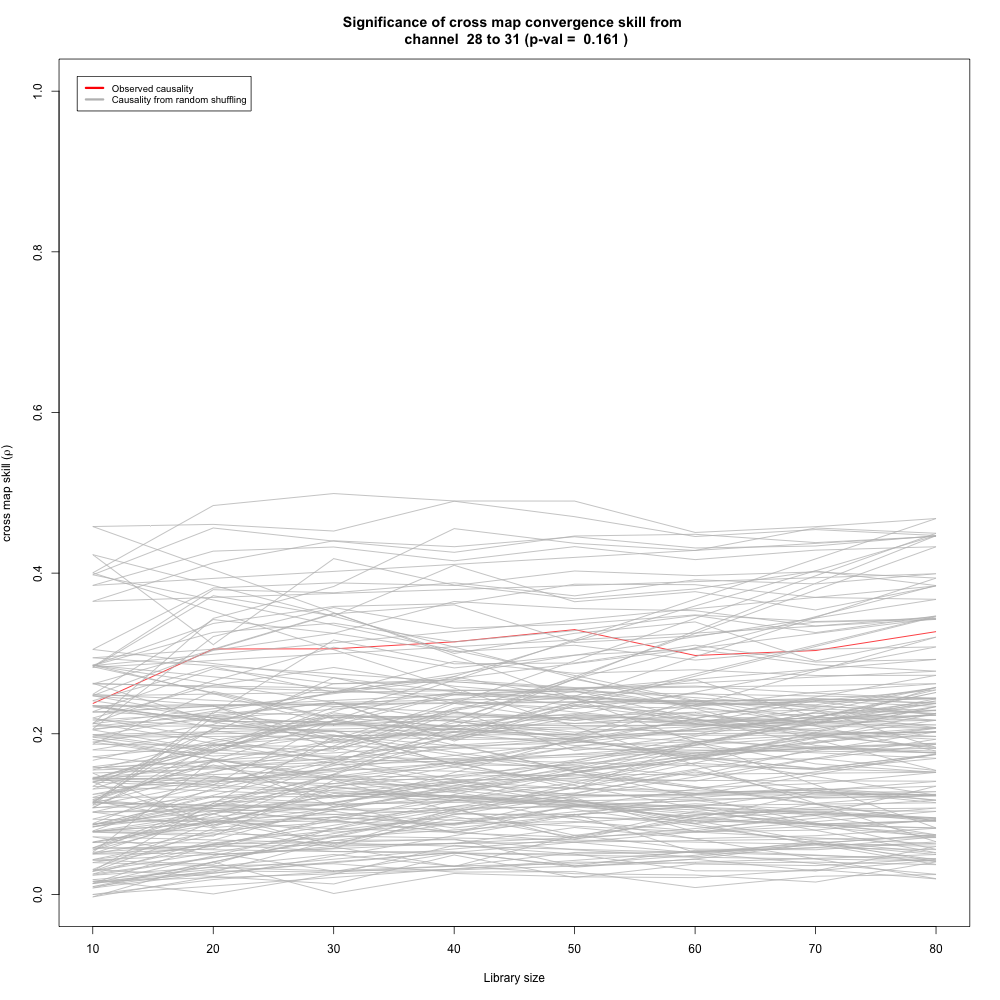 Significance of cross map convergence skill from
channel  28 to 31 (p-val =  0.161 )
Observed causality
Causality from random shuffling
1.0
0.8
0.6
0.4
0.2
0.0
cross map skill (ρ)
10 20 30 40 50 60 70 80
Library size